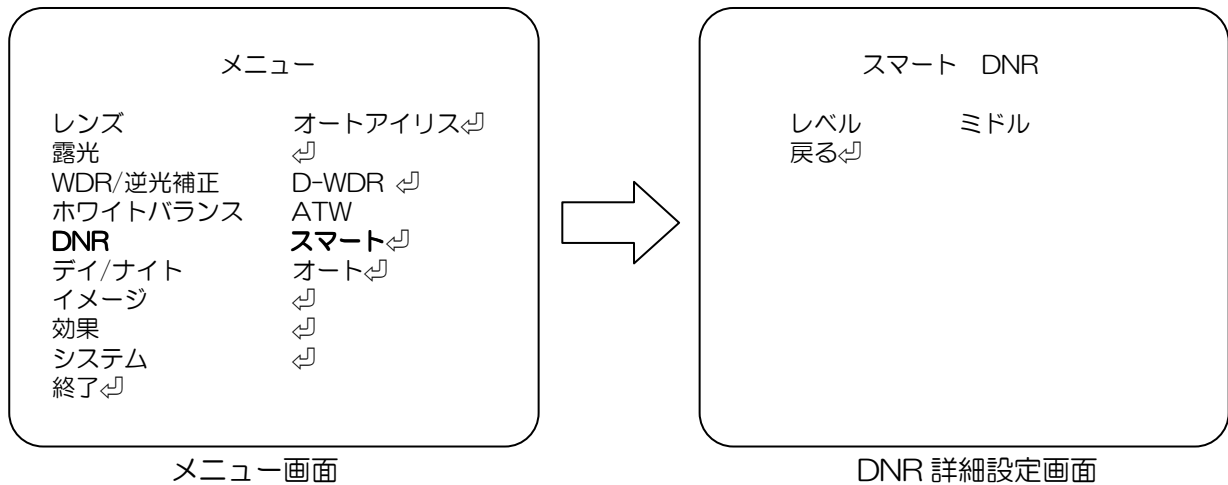 メニュー
レンズ オートアイリス⏎
露光 ⏎
WDR/逆光補正 D-WDR ⏎
ホワイトバランス ATW
DNR スマート⏎
デイ/ナイト オート⏎
イメージ ⏎
効果 ⏎
システム ⏎
終了⏎
メニュー画面
スマート DNR
レベル ミドル
戻る⏎
DNR 詳細設定画面